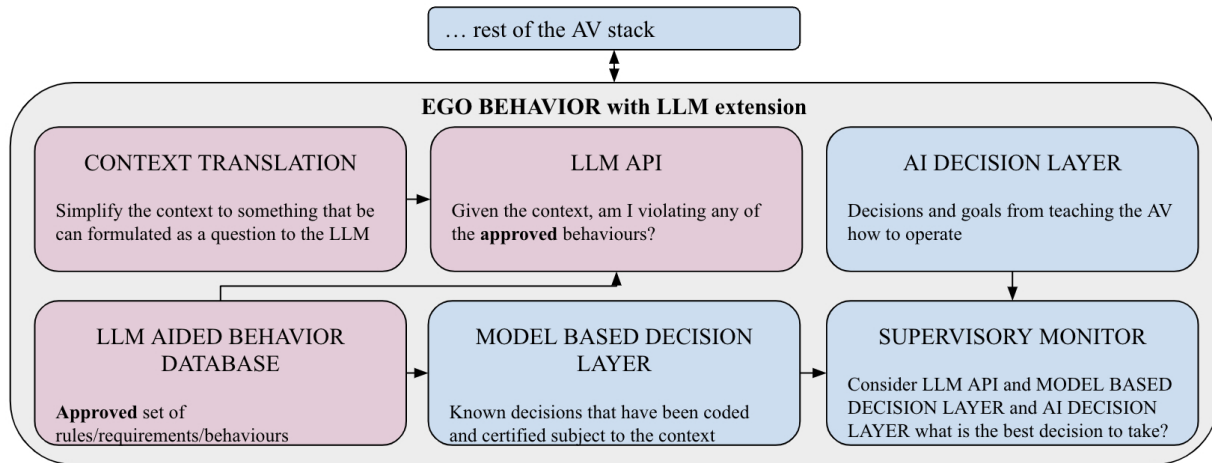 … rest of the AV stack
EGO BEHAVIOR with LLM extension
CONTEXT TRANSLATION
Simplify the context to something that be
can formulated as a question to the LLM
LLM API
Given the context, am I violating any of
the approved behaviours?
AI DECISION LAYER
Decisions and goals from teaching the AV
how to operate
LLM AIDED BEHAVIOR
DATABASE
Approved set of
rules/requirements/behaviours
MODEL BASED DECISION
LAYER
Known decisions that have been coded
and certified subject to the context
SUPERVISORY MONITOR
Consider LLM API and MODEL BASED
DECISION LAYER and AI DECISION
LAYER what is the best decision to take?